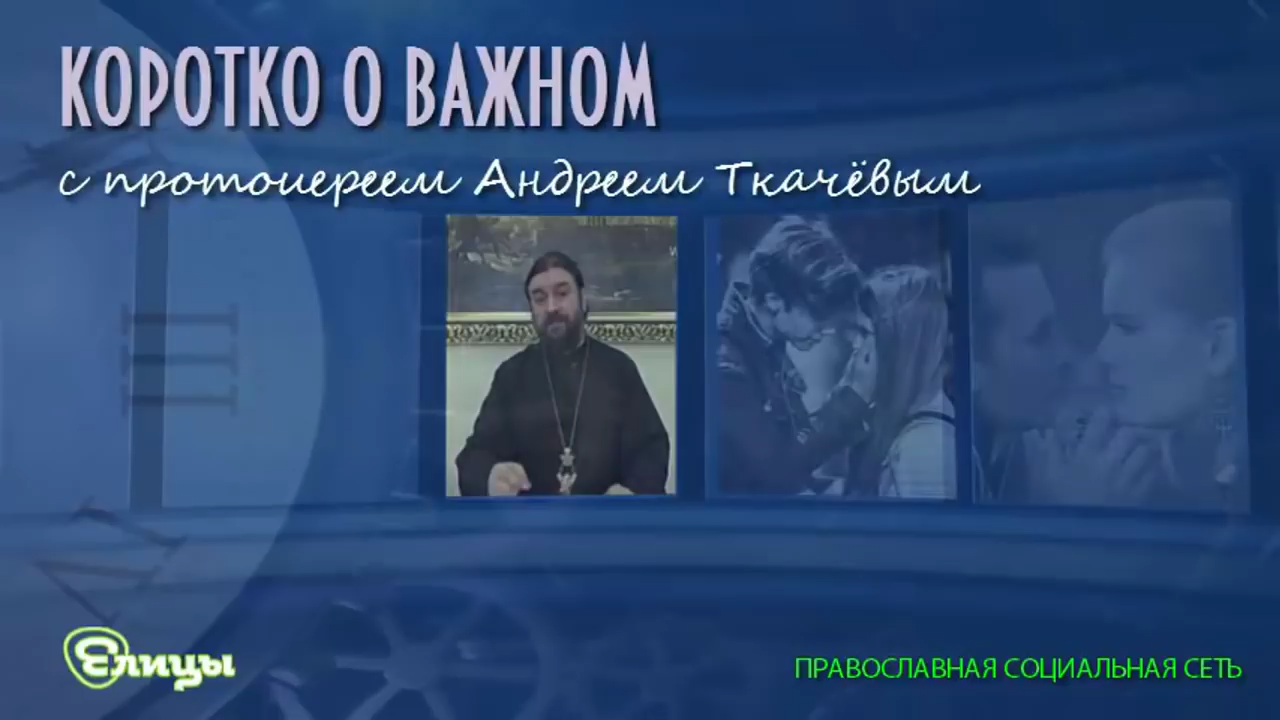 КОРОТКО О ВАЖНОМ
с протоиереем Андреем Ткачёвым
Елицы
ПРАВОСЛАВНАЯ СОЦИАЛЬНАЯ СЕТЬ